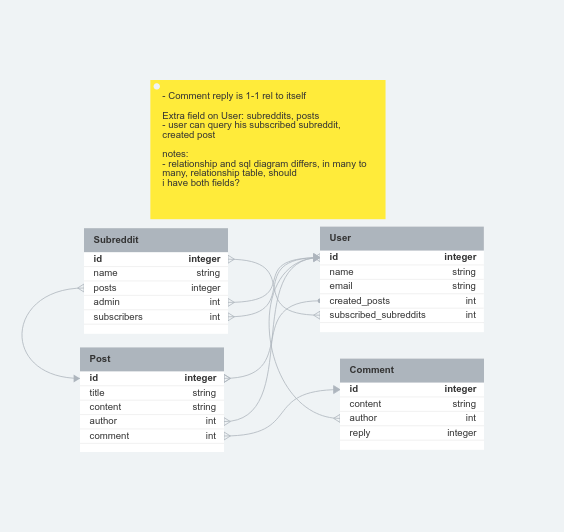 - Comment reply is 1-1 rel to itself
Extra field on User: subreddits, posts
- user can query his subscribed subreddit,
created post
notes:
- relationship and sql diagram differs, in many to
many, relationship table, should
i have both fields?
Subreddit
id integer
name string
posts integer
admin int
subscribers int
User
id integer
name string
email string
created_posts int
subscribed_subreddits int
Post
id integer
title string
content string
author int
comment int
Comment
id integer
content string
author int
reply integer